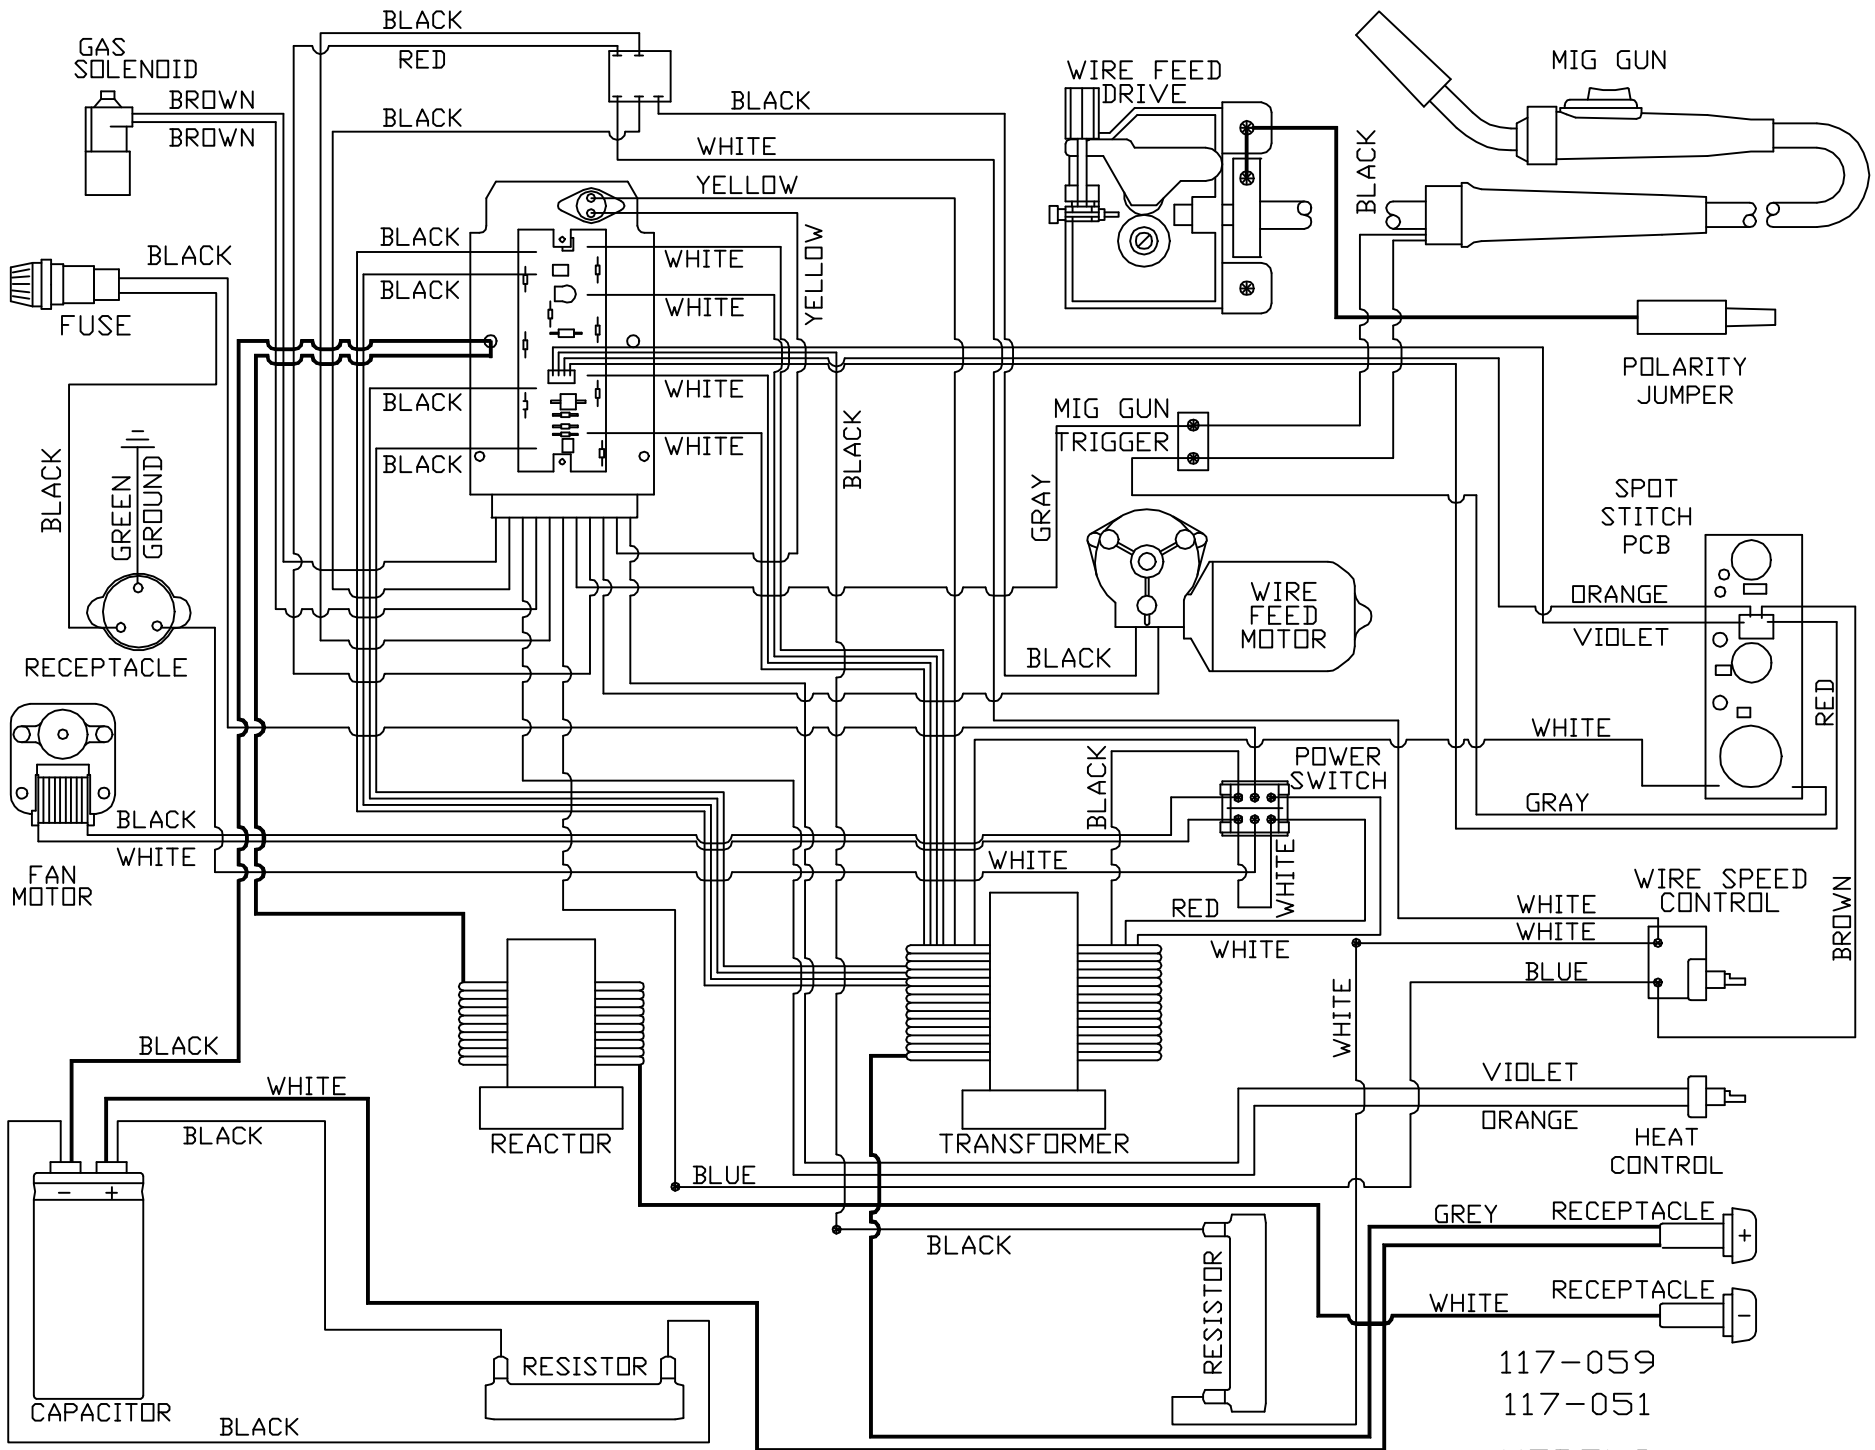 BLACK
RED
GAS
SOLENOID
BROWN
BROWN
BLACK
BLACK
WHITE
YELLOW
YELLOW
WIRE FEED
DRIVE
MIG GUN
BLACK
BLACK
FUSE
BLACK
BLACK
BLACK
BLACK
WHITE
WHITE
WHITE
WHITE
POLARITY
JUMPER
MIG GUN
TRIGGER
BLACK
GRAY
BLACK
GREEN
GROUND
RECEPTACLE
SPOT
STITCH
PCB
WIRE
FEED
MOTOR
BLACK
ORANGE
VIOLET
RED
WHITE
GRAY
POWER
SWITCH
BLACK
WHITE
BLACK
WHITE
FAN
MOTOR
WHITE
RED
WHITE
WIRE SPEED
CONTROL
WHITE
WHITE
BLUE
BROWN
WHITE
BLACK
WHITE
BLACK
REACTOR
TRANSFORMER
VIOLET
ORANGE
HEAT
CONTROL
BLUE
- +
CAPACITOR
BLACK
RESISTOR
BLACK
RESISTOR
GREY
RECEPTACLE
+
WHITE
RECEPTACLE
-
117-059
117-051